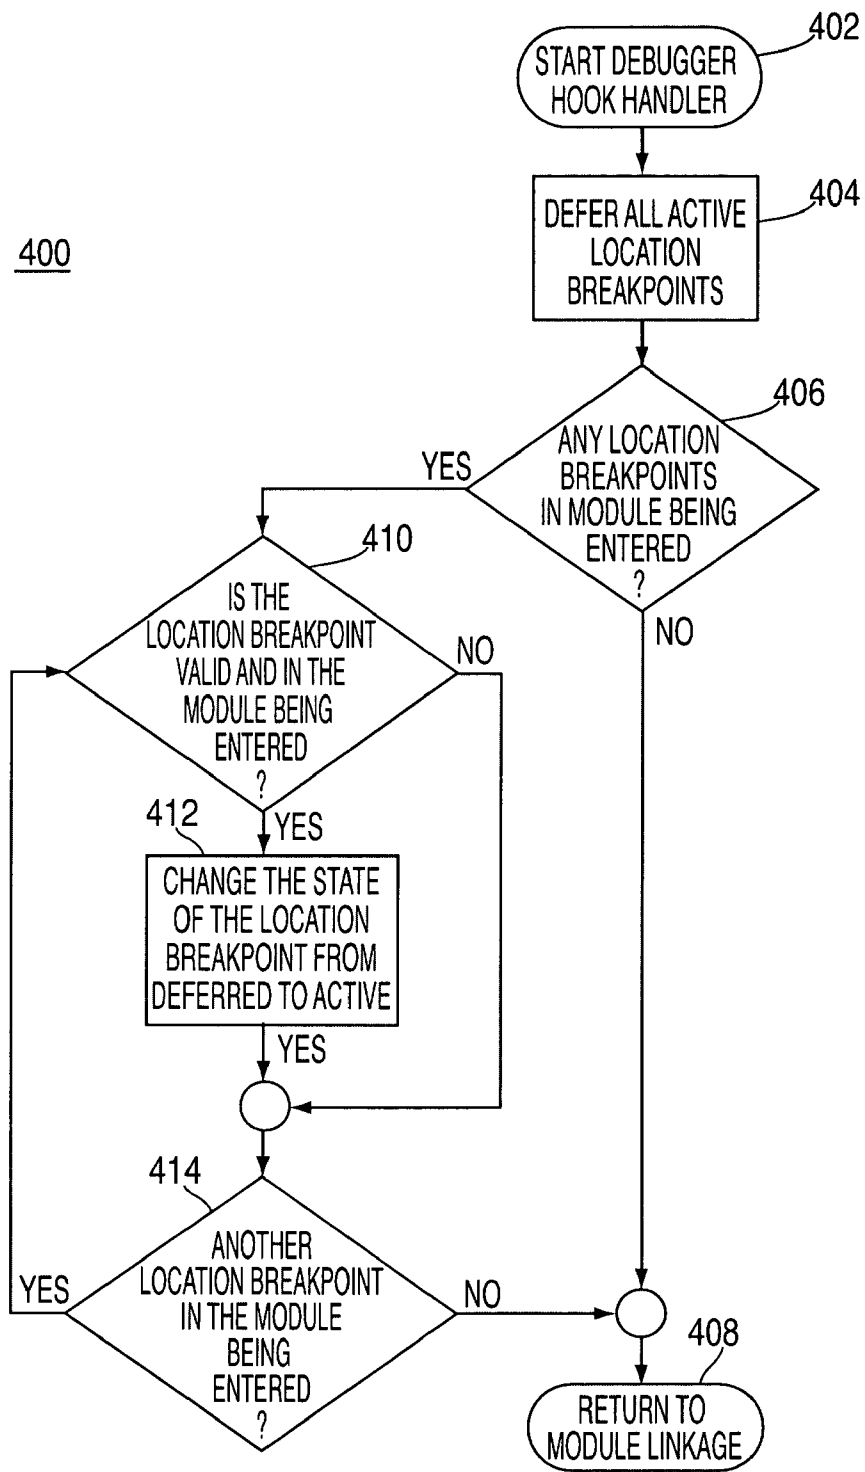 402
START DEBUGGER
HOOK HANDLER
404
DEFER ALL ACTIVE
LOCATION
BREAKPOINTS
400
406
ANY LOCATION
BREAKPOINTS
IN MODULE BEING
ENTERED
?
YES
NO
410
IS THE
LOCATION BREAKPOINT
VALID AND IN THE
MODULE BEING
ENTERED
?
NO
YES
412
CHANGE THE STATE
OF THE LOCATION
BREAKPOINT FROM
DEFERRED TO ACTIVE
YES
414
ANOTHER
LOCATION BREAKPOINT
IN THE MODULE
BEING
ENTERED
?
YES
NO
408
RETURN TO
MODULE LINKAGE